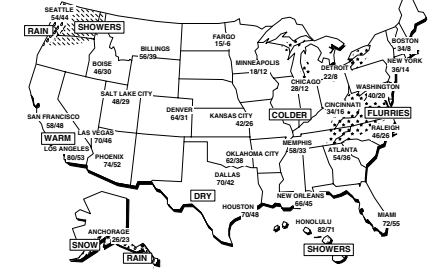 SEATTLE
54/44
SHOWERS
RAIN
BOISE
46/30
BILLINGS
56/39
FARGO
15/-6
MINNEAPOLIS
18/12
CHICAGO
28/12
DETROIT
22/8
BOSTON
34/8
NEW YORK
36/14
WASHINGTON
40/20
FLURRIES
SALT LAKE CITY
48/29
DENVER
64/31
KANSAS CITY
42/26
COLDER
CINCINNATI
34/16
RALEIGH
46/26
SAN FRANCISCO
58/48
WARM
LAS VEGAS
70/46
LOS ANGELES
80/53
PHOENIX
74/52
OKLAHOMA CITY
62/38
MEMPHIS
58/33
ATLANTA
54/36
DALLAS
70/42
DRY
HOUSTON
70/48
NEW ORLEANS
66/45
MIAMI
72/55
ANCHORAGE
26/23
SNOW
RAIN
HONOLULU
82/71
SHOWERS